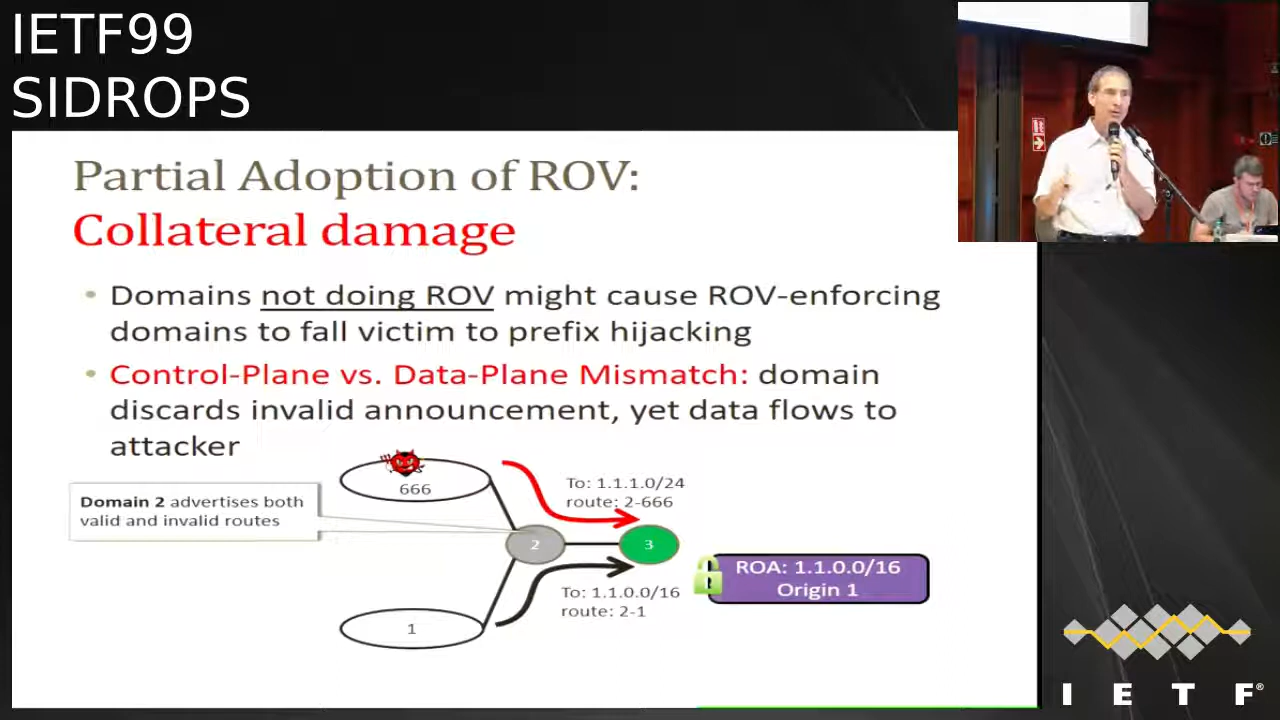 IETF99
SIDROPS
Partial Adoption of ROV:
Collateral damage
• Domains not doing ROV might cause ROV-enforcing
domains to fall victim to prefix hijacking
• Control-Plane vs. Data-Plane Mismatch: domain
discards invalid announcement, yet data flows to
attacker
666
To: 1.1.1.0/24
route: 2-666
Domain 2 advertises both
valid and invalid routes
2
3
ROA: 1.1.0.0/16
Origin 1
To: 1.1.0.0/16
route: 2-1
1
I E T F®